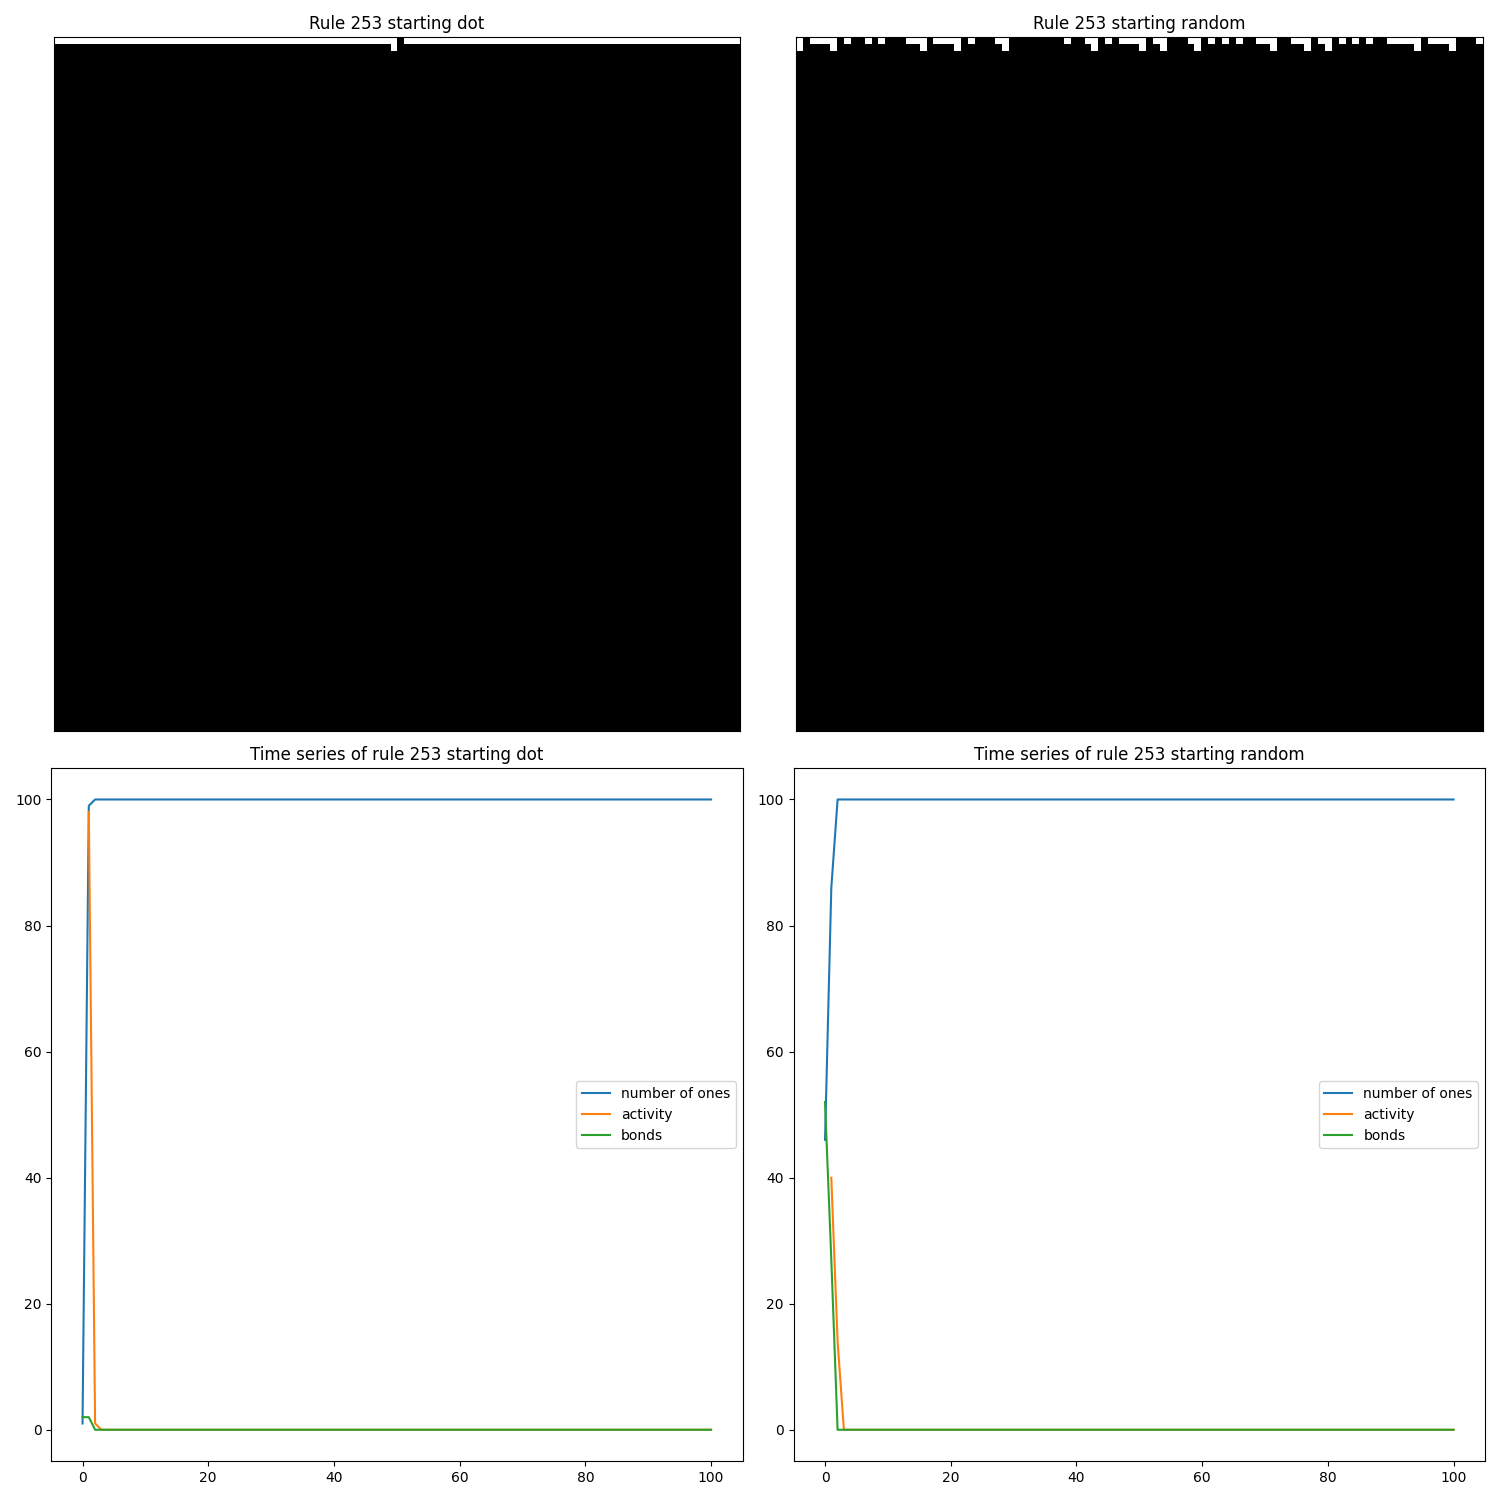 Rule 253 starting dot
Rule 253 starting random
Time series of rule 253 starting dot
100
80
60
40
20
0
number of ones
activity
bonds
0 20 40 60 80 100
Time series of rule 253 starting random
100
80
60
40
20
0
number of ones
activity
bonds
0 20 40 60 80 100